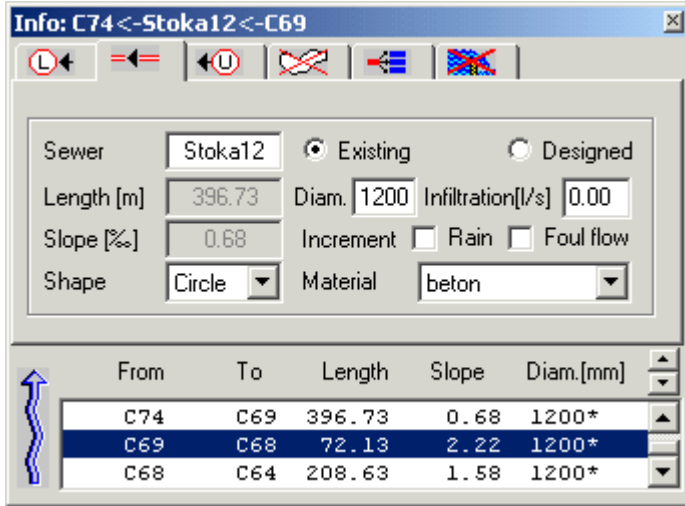 Info: C74<-Stoka12<-C69
L U
Sewer Stoka12 Existing Designed
Length [m] 396.73 Diam. 1200 Infiltration[l/s] 0.00
Slope [‰] 0.68 Increment Rain Foul flow
Shape Circle Material beton
From To Length Slope Diam.[mm]
C74 C69 396.73 0.68 1200*
C69 C68 72.13 2.22 1200*
C68 C64 208.63 1.58 1200*